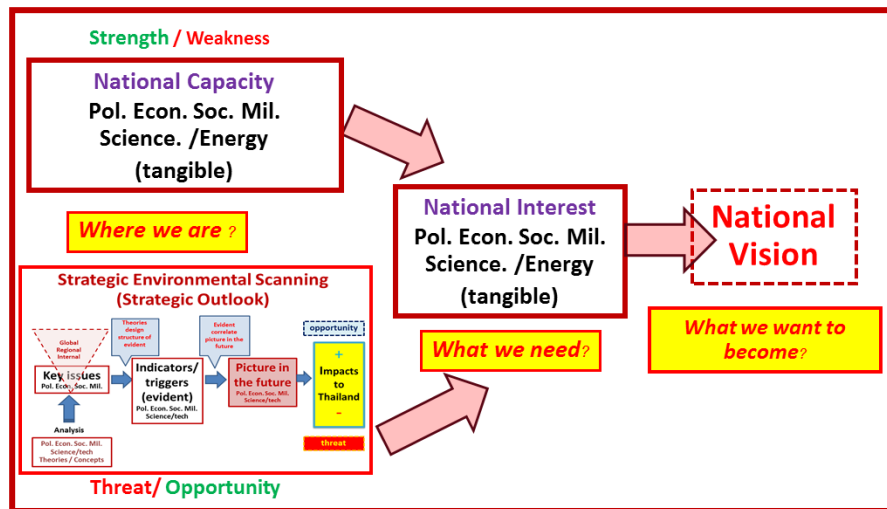 Strength / Weakness
National Capacity
Pol. Econ. Soc. Mil.
Science. /Energy
(tangible)
Where we are ?
Strategic Environmental Scanning
(Strategic Outlook)
Global
Regional
Internal
Theories
design
structure of
evident
Evident
correlate
picture in the
future
opportunity
Key issues
Pol. Econ. Soc. Mil.
Indicators/
triggers
(evident)
Pol. Econ. Soc. Mil.
Science/tech
Picture in
the future
Pol. Econ. Soc. Mil.
Science/tech
+
Impacts
to
Thailand
-
Analysis
Pol. Econ. Soc. Mil.
Science/tech
Theories / Concepts
threat
Threat/ Opportunity
National Interest
Pol. Econ. Soc. Mil.
Science. /Energy
(tangible)
What we need?
National
Vision
What we want to
become?